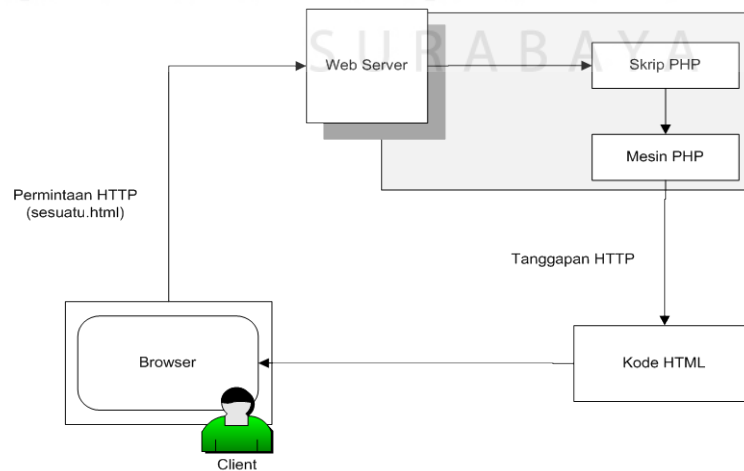 SURABAYA
Web Server
Skrip PHP
Mesin PHP
Permintaan HTTP
(sesuatu.html)
Tanggapan HTTP
Browser
Kode HTML
Client